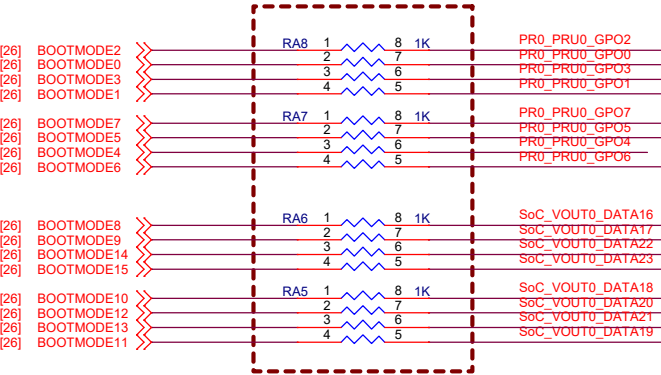 [26] BOOTMODE2 RA8 1 8 1K PR0_PRU0_GPO2
[26] BOOTMODE0 2 7 PR0_PRU0_GPO0
[26] BOOTMODE3 3 6 PR0_PRU0_GPO3
[26] BOOTMODE1 4 5 PR0_PRU0_GPO1
[26] BOOTMODE7 RA7 1 8 1K PR0_PRU0_GPO7
[26] BOOTMODE5 2 7 PR0_PRU0_GPO5
[26] BOOTMODE4 3 6 PR0_PRU0_GPO4
[26] BOOTMODE6 4 5 PR0_PRU0_GPO6
[26] BOOTMODE8 RA6 1 8 1K SoC_VOUT0_DATA16
[26] BOOTMODE9 2 7 SoC_VOUT0_DATA17
[26] BOOTMODE14 3 6 SoC_VOUT0_DATA22
[26] BOOTMODE15 4 5 SoC_VOUT0_DATA23
[26] BOOTMODE10 RA5 1 8 1K SoC_VOUT0_DATA18
[26] BOOTMODE12 2 7 SoC_VOUT0_DATA20
[26] BOOTMODE13 3 6 SoC_VOUT0_DATA21
[26] BOOTMODE11 4 5 SoC_VOUT0_DATA19